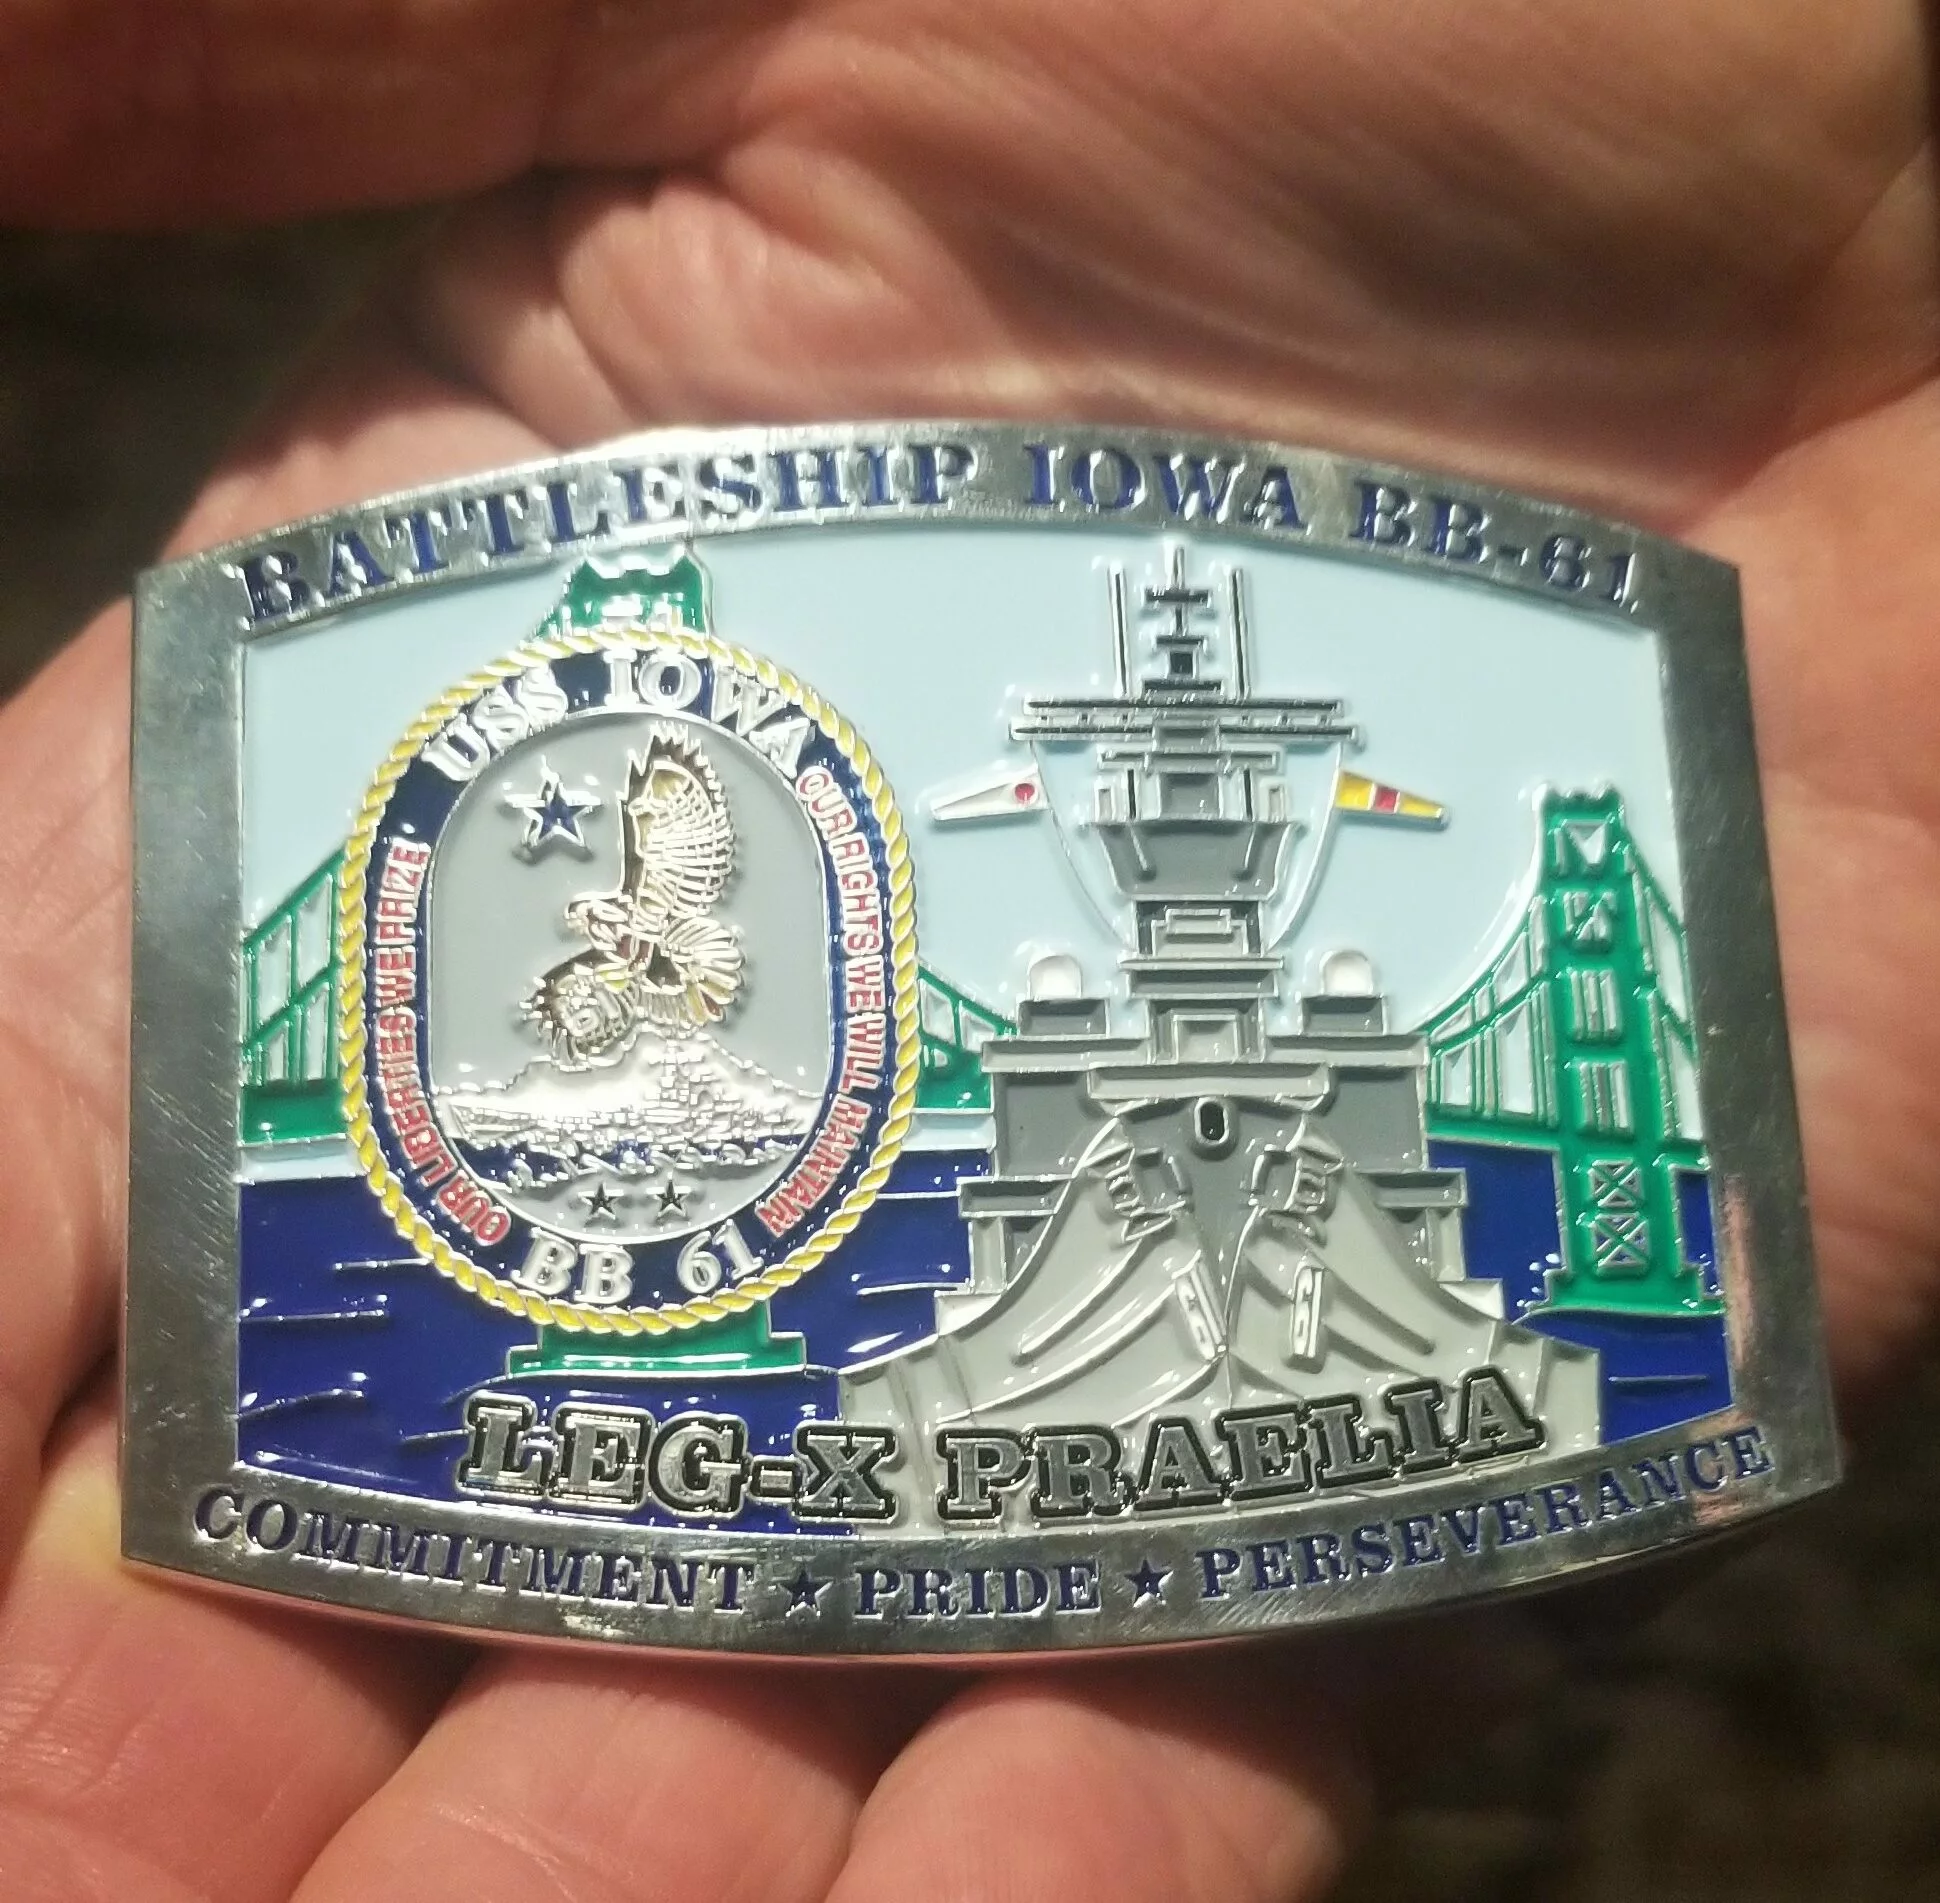 BATTLESHIP IOWA BB-61
USS IOWA
OUR LIBERTIES WE PRIZE
OUR RIGHTS WE WILL MAINTAIN
BB 61
LEG-X PRAELIA
COMMITMENT ★ PRIDE ★ PERSEVERANCE